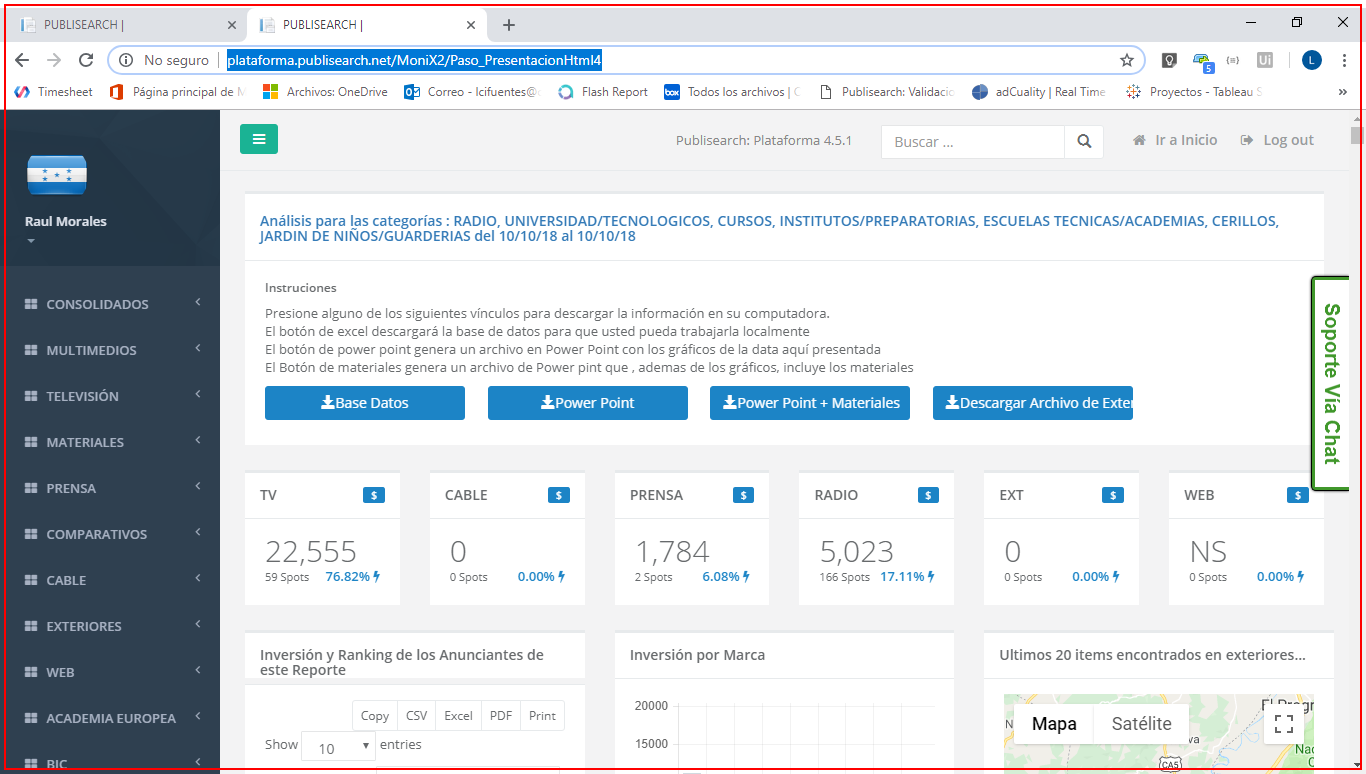 PUBLISEARCH |
PUBLISEARCH |
No seguro
plataforma.publisearch.net/MoniX2/Paso_PresentacionHtml4
5
Ui
L
Timesheet
Página principal de M
Archivos: OneDrive
Correo - lcifuentes@
Flash Report
box
Todos los archivos | C
Publisearch: Validacio
adCuality | Real Time
Proyectos - Tableau S
»
Publisearch: Plataforma 4.5.1
Buscar ...
Ir a Inicio
Log out
Raul Morales
CONSOLIDADOS
MULTIMEDIOS
TELEVISIÓN
MATERIALES
PRENSA
COMPARATIVOS
CABLE
EXTERIORES
WEB
ACADEMIA EUROPEA
BIC
Análisis para las categorías : RADIO, UNIVERSIDAD/TECNOLOGICOS, CURSOS, INSTITUTOS/PREPARATORIAS, ESCUELAS TECNICAS/ACADEMIAS, CERILLOS,
JARDIN DE NIÑOS/GUARDERIAS del 10/10/18 al 10/10/18
Instruciones
Presione alguno de los siguientes vínculos para descargar la información en su computadora.
El botón de excel descargará la base de datos para que usted pueda trabajarla localmente
El botón de power point genera un archivo en Power Point con los gráficos de la data aquí presentada
El Botón de materiales genera un archivo de Power pint que , ademas de los gráficos, incluye los materiales
Base Datos
Power Point
Power Point + Materiales
Descargar Archivo de Exter
Soporte Vía Chat
TV $
22,555
59 Spots 76.82%
CABLE $
0
0 Spots 0.00%
PRENSA $
1,784
2 Spots 6.08%
RADIO $
5,023
166 Spots 17.11%
EXT $
0
0 Spots 0.00%
WEB $
NS
0 Spots 0.00%
Inversión y Ranking de los Anunciantes de
este Reporte
Copy CSV Excel PDF Print
Show 10 entries
Inversión por Marca
20000
15000
Ultimos 20 items encontrados en exteriores...
Mapa
Satélite
El Progr
CA5